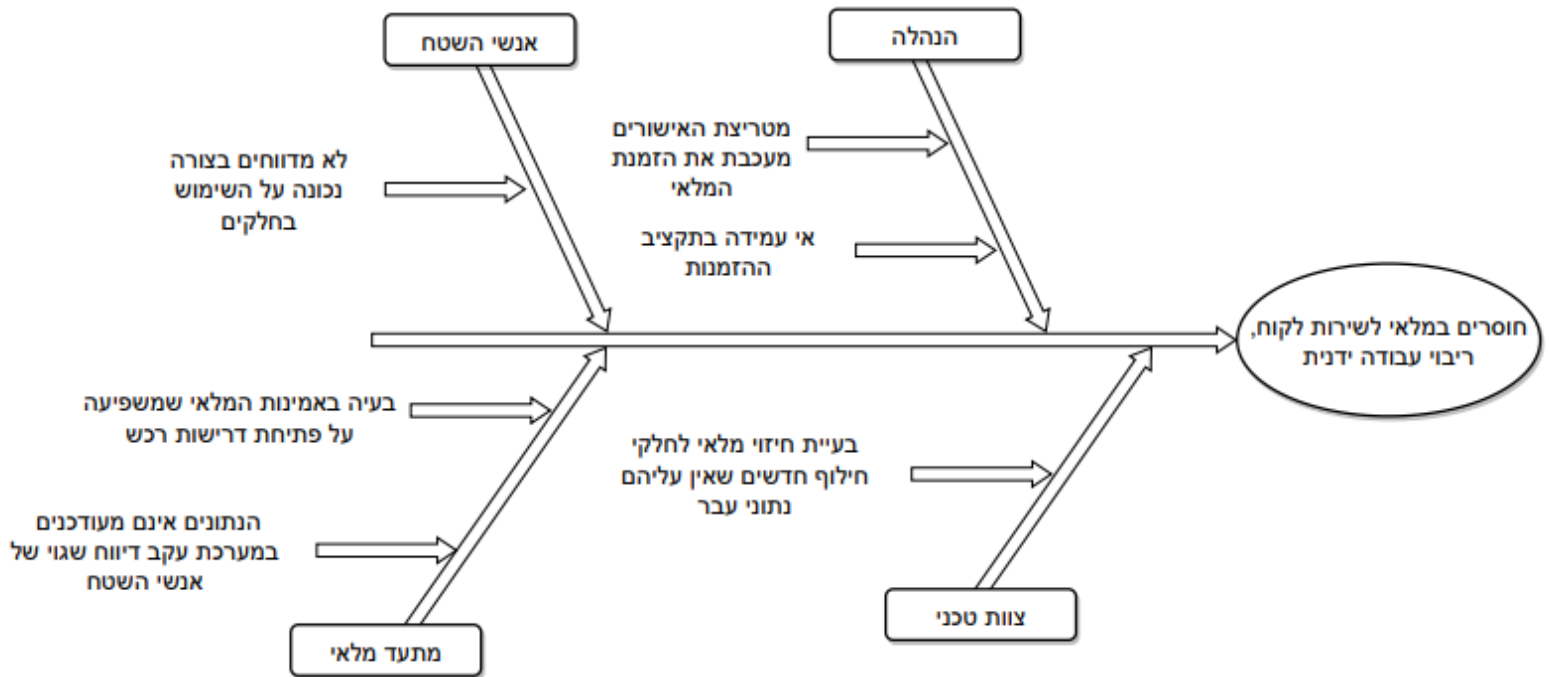 הנהלה
אנשי השטח
מטריצת האישורים
מעכבת את הזמנת
המלאי
אי עמידה בתקציב
ההזמנות
לא מדווחים בצורה
נכונה על השימוש
בחלקים
חוסרים במלאי לשירות לקוח,
ריבוי עבודה ידנית
בעיית חיזוי מלאי לחלקי
חילוף חדשים שאין עליהם
נתוני עבר
צוות טכני
בעיה באמינות המלאי שמשפיעה
על פתיחת דרישות רכש
הנתונים אינם מעודכנים
במערכת עקב דיווח שגוי של
אנשי השטח
מתעד מלאי